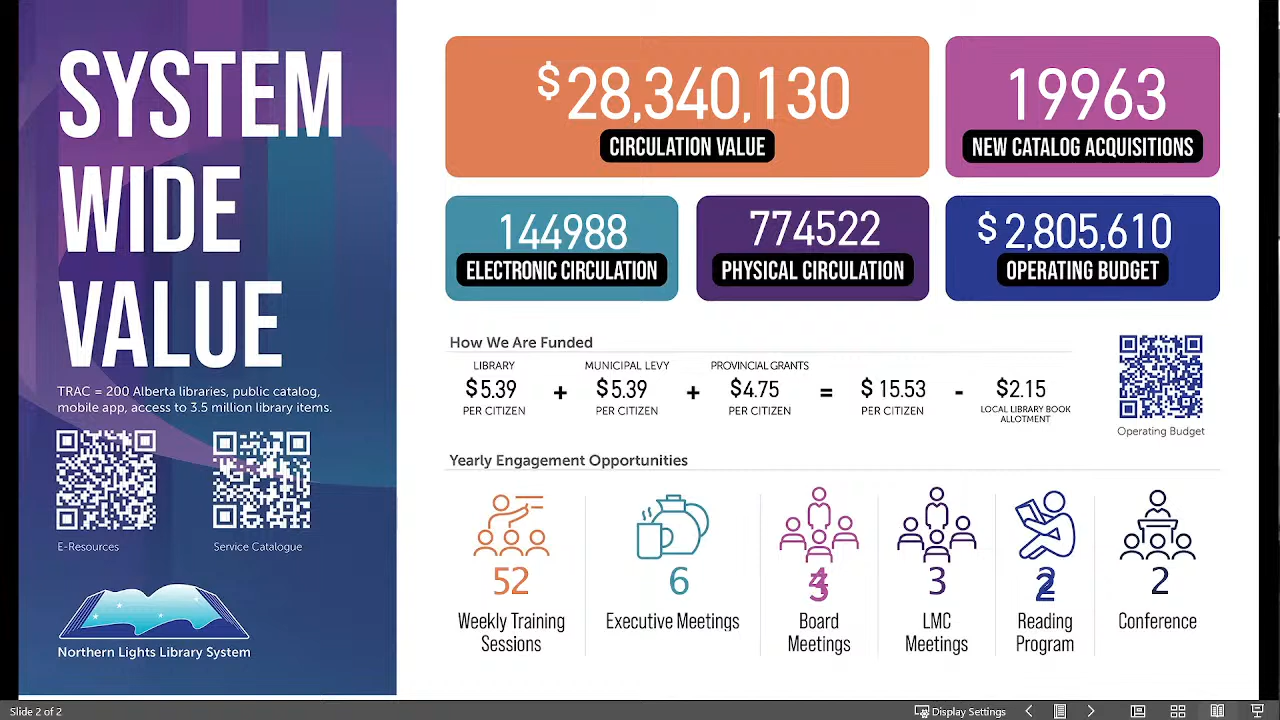 SYSTEM
WIDE
VALUE
TRAC = 200 Alberta libraries, public catalog,
mobile app, access to 3.5 million library items.
E-Resources
Service Catalogue
Northern Lights Library System
$28,340,130
CIRCULATION VALUE
19963
NEW CATALOG ACQUISITIONS
144988
ELECTRONIC CIRCULATION
774522
PHYSICAL CIRCULATION
$2,805,610
OPERATING BUDGET
How We Are Funded
LIBRARY
$5.39
PER CITIZEN
+
MUNICIPAL LEVY
$5.39
PER CITIZEN
+
PROVINCIAL GRANTS
$4.75
PER CITIZEN
=
$15.53
PER CITIZEN
-
$2.15
LOCAL LIBRARY BOOK
ALLOTMENT
Operating Budget
Yearly Engagement Opportunities
52
Weekly Training
Sessions
6
Executive Meetings
Board
Meetings
3
LMC
Meetings
Reading
Program
2
Conference
Slide 2 of 2
Display Settings